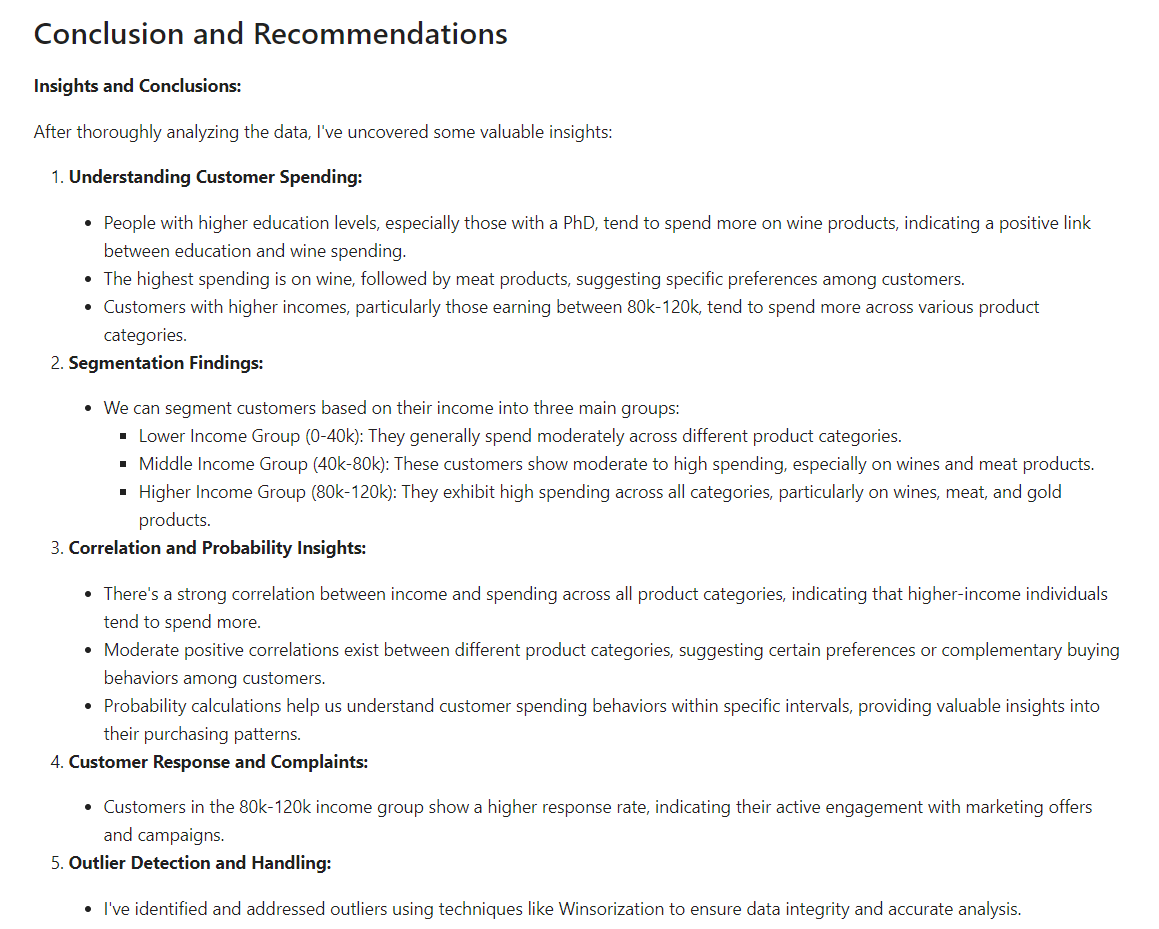 Conclusion and Recommendations
Insights and Conclusions:
After thoroughly analyzing the data, I've uncovered some valuable insights:
1. Understanding Customer Spending:
• People with higher education levels, especially those with a PhD, tend to spend more on wine products, indicating a positive link
between education and wine spending.
• The highest spending is on wine, followed by meat products, suggesting specific preferences among customers.
• Customers with higher incomes, particularly those earning between 80k-120k, tend to spend more across various product
categories.
2. Segmentation Findings:
• We can segment customers based on their income into three main groups:
▪ Lower Income Group (0-40k): They generally spend moderately across different product categories.
▪ Middle Income Group (40k-80k): These customers show moderate to high spending, especially on wines and meat products.
▪ Higher Income Group (80k-120k): They exhibit high spending across all categories, particularly on wines, meat, and gold
products.
3. Correlation and Probability Insights:
• There's a strong correlation between income and spending across all product categories, indicating that higher-income individuals
tend to spend more.
• Moderate positive correlations exist between different product categories, suggesting certain preferences or complementary buying
behaviors among customers.
• Probability calculations help us understand customer spending behaviors within specific intervals, providing valuable insights into
their purchasing patterns.
4. Customer Response and Complaints:
• Customers in the 80k-120k income group show a higher response rate, indicating their active engagement with marketing offers
and campaigns.
5. Outlier Detection and Handling:
• I've identified and addressed outliers using techniques like Winsorization to ensure data integrity and accurate analysis.